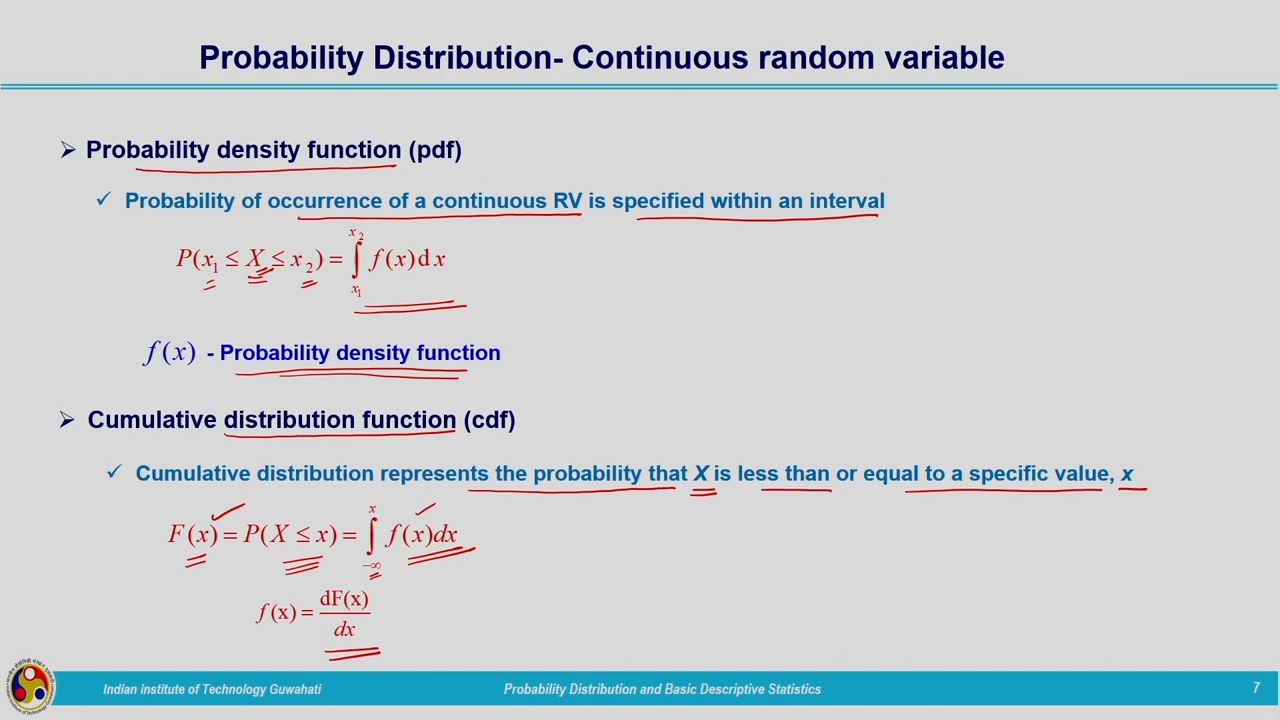 Probability Distribution- Continuous random variable
➢ Probability density function (pdf)
✓ Probability of occurrence of a continuous RV is specified within an interval
P(x₁ ≤ X ≤ x₂) = ∫_{x₁}^{x₂} f(x)dx
f(x) - Probability density function
➢ Cumulative distribution function (cdf)
✓ Cumulative distribution represents the probability that X is less than or equal to a specific value, x
F(x) = P(X ≤ x) = ∫_{-∞}^{x} f(x)dx
f(x) = dF(x)/dx
Indian institute of Technology Guwahati
Probability Distribution and Basic Descriptive Statistics
7